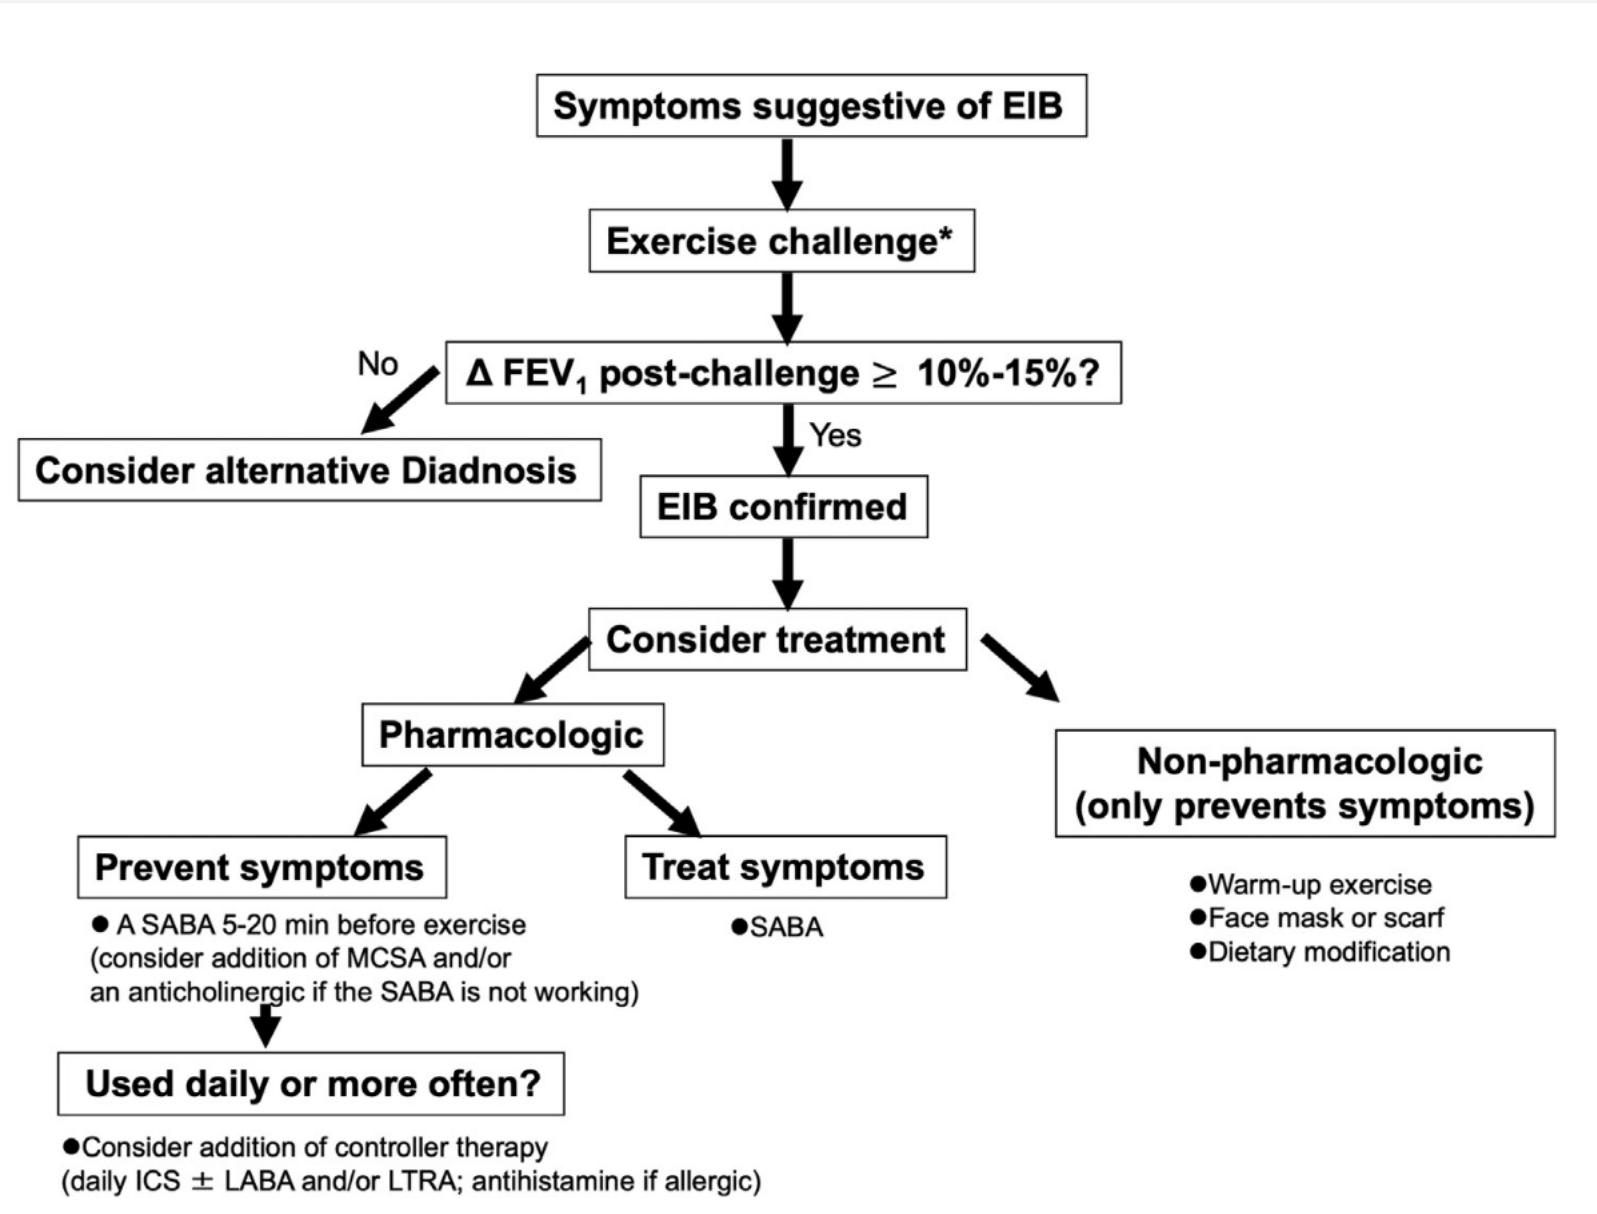 Symptoms suggestive of EIB
Exercise challenge*
No
Δ FEV₁ post-challenge ≥ 10%-15%?
Yes
Consider alternative Diadnosis
EIB confirmed
Consider treatment
Pharmacologic
Non-pharmacologic
(only prevents symptoms)
Prevent symptoms
Treat symptoms
●Warm-up exercise
●Face mask or scarf
●Dietary modification
● A SABA 5-20 min before exercise
(consider addition of MCSA and/or
an anticholinergic if the SABA is not working)
●SABA
Used daily or more often?
●Consider addition of controller therapy
(daily ICS ± LABA and/or LTRA; antihistamine if allergic)